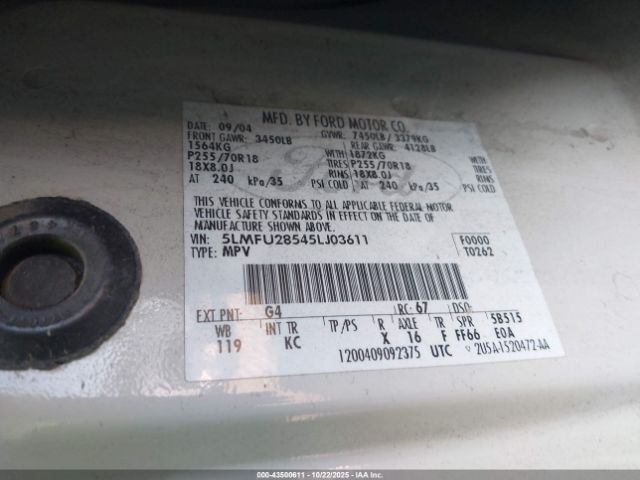 MFD. BY FORD MOTOR CO.
DATE: 09/04 GVWR: 7450LB / 3379KG
FRONT GAWR: 3450LB REAR GAWR: 4128LB
1564KG WITH 1872KG WITH
P255/70R18 TIRES P255/70R18 TIRES
18X8.0J RIMS 18X8.0J RIMS
AT 240 kPa/35 PSI COLD AT 240 kPa/35 PSI COLD
THIS VEHICLE CONFORMS TO ALL APPLICABLE FEDERAL MOTOR
VEHICLE SAFETY STANDARDS IN EFFECT ON THE DATE OF
MANUFACTURE SHOWN ABOVE.
VIN: 5LMFU28545LJ03611 F0000
TYPE: MPV T0262
EXT PNT: G4 RC: 67 DSO:
WB INT TR TP/PS R AXLE TR SPR 5B515
119 KC X 16 F FF66 E0A
1200409092375 UTC 2U5A-1520472-AA
000-43500611 | 10/22/2025 | IAAI